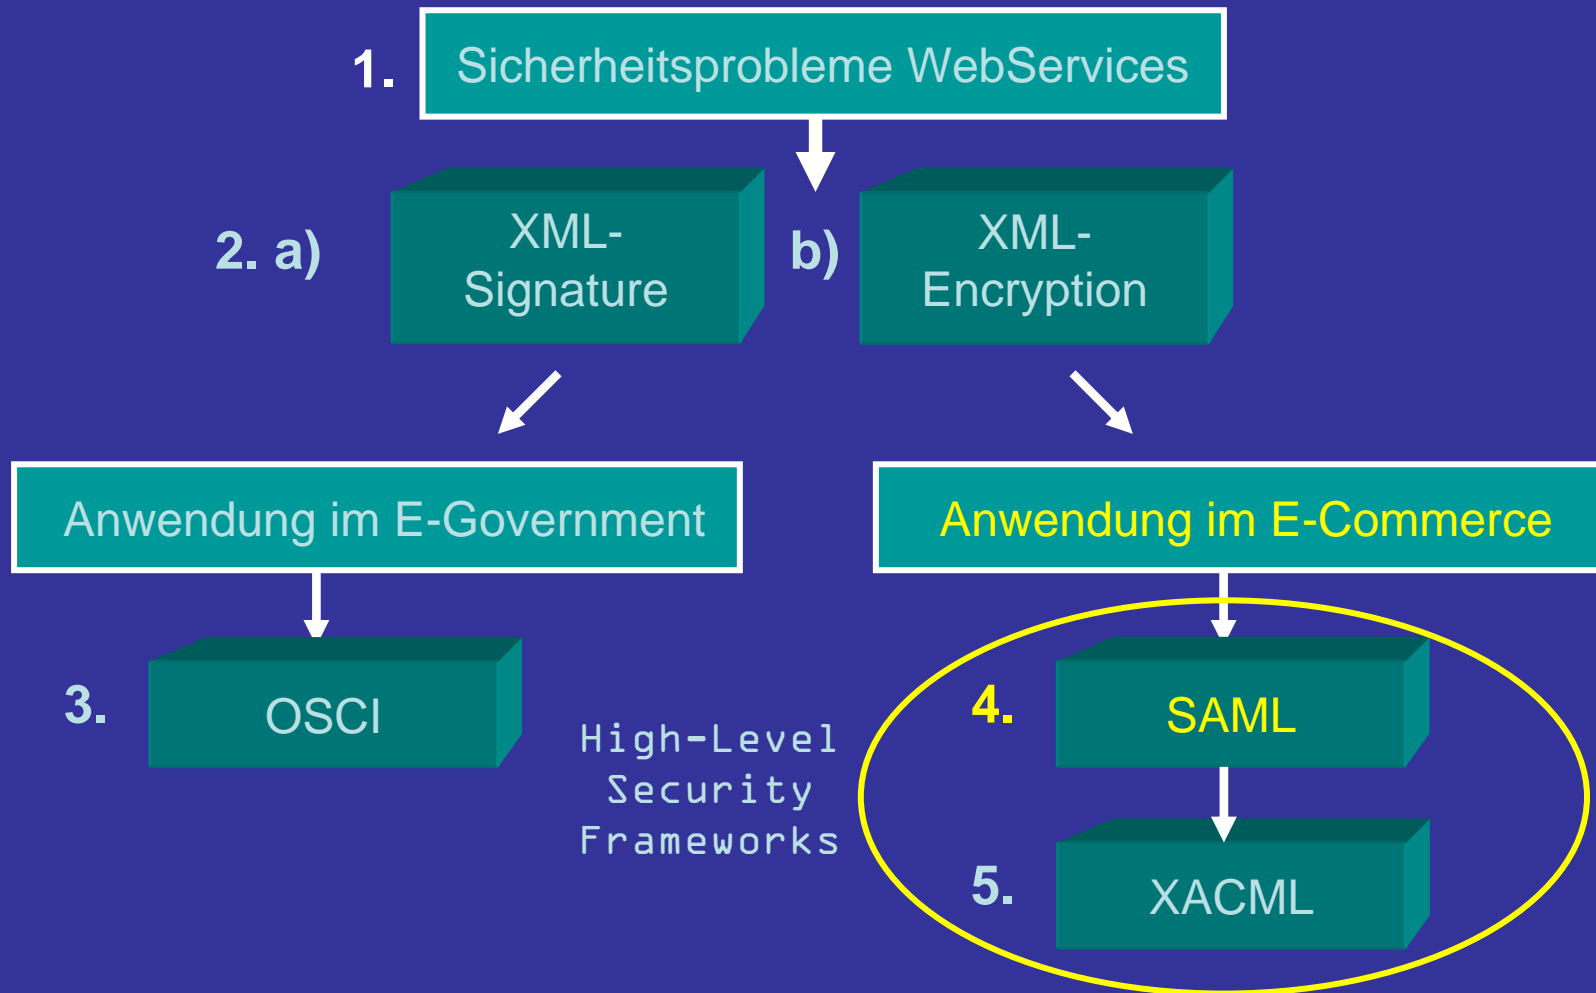 1. Sicherheitsprobleme WebServices
2. a)
XML-
Signature
b)
XML-
Encryption
Anwendung im E-Government
Anwendung im E-Commerce
3. OSCI
High-Level
Security
Frameworks
4. SAML
5. XACML